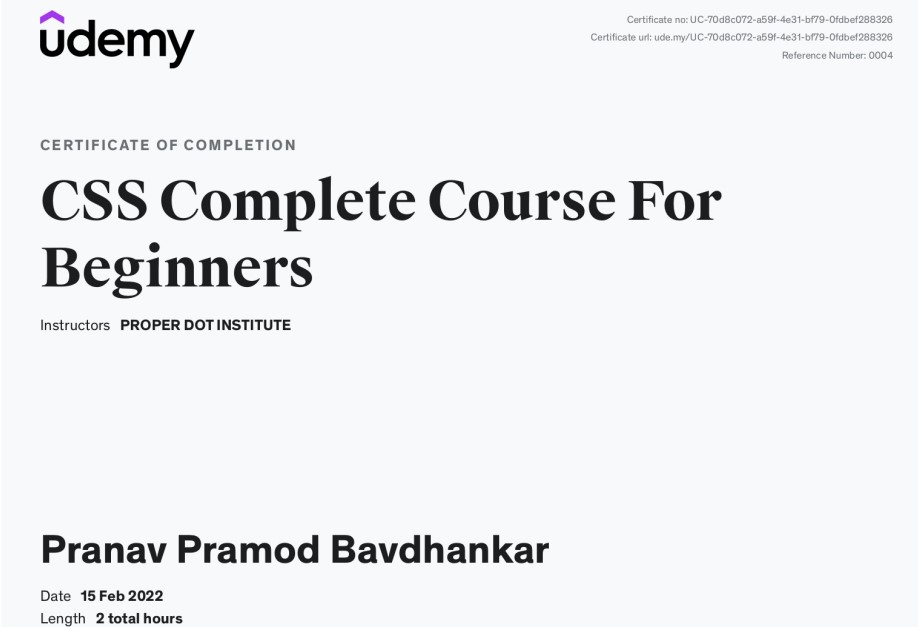 udemy
Certificate no: UC-70d8c072-a59f-4e31-bf79-0fdbef288326
Certificate url: ude.my/UC-70d8c072-a59f-4e31-bf79-0fdbef288326
Reference Number: 0004
CERTIFICATE OF COMPLETION
CSS Complete Course For
Beginners
Instructors PROPER DOT INSTITUTE
Pranav Pramod Bavdhankar
Date 15 Feb 2022
Length 2 total hours